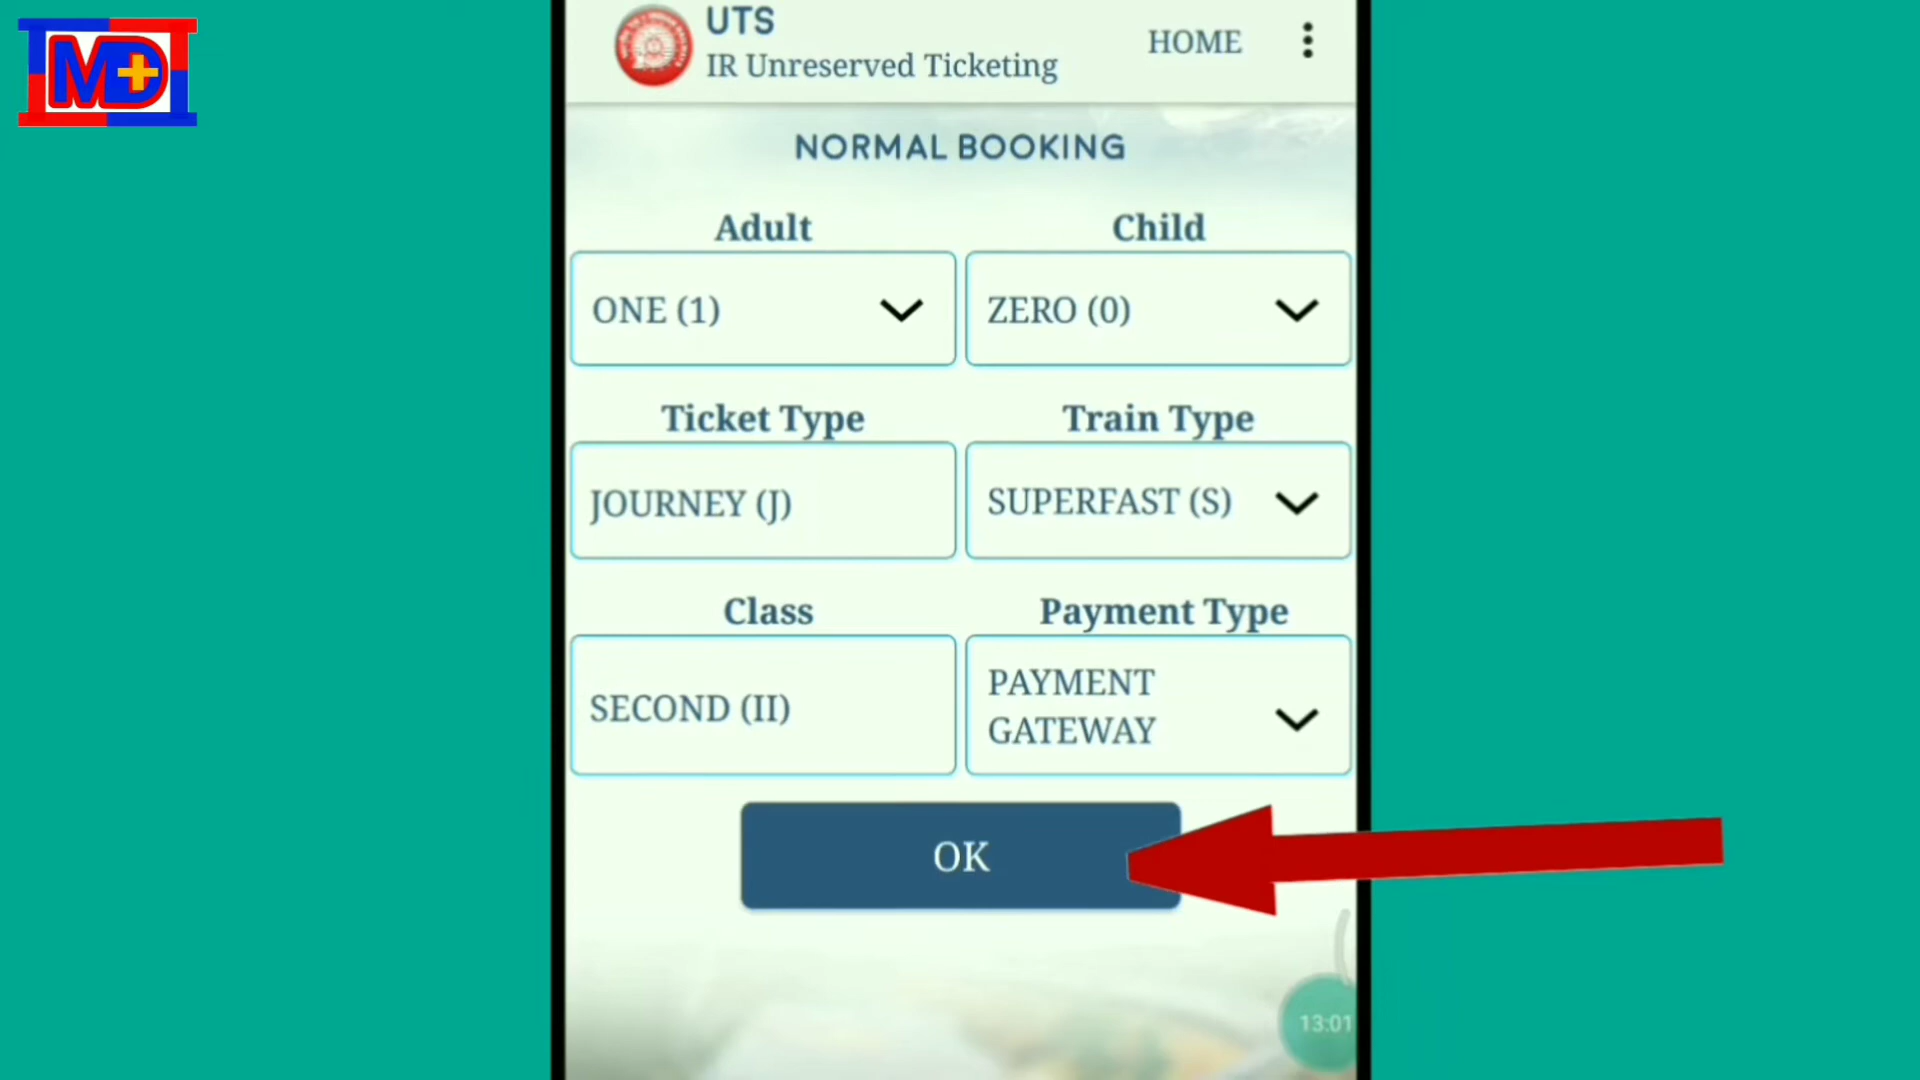 MD+
UTS
IR Unreserved Ticketing
HOME
NORMAL BOOKING
Adult
Child
ONE (1)
ZERO (0)
Ticket Type
Train Type
JOURNEY (J)
SUPERFAST (S)
Class
Payment Type
SECOND (II)
PAYMENT
GATEWAY
OK
13:01